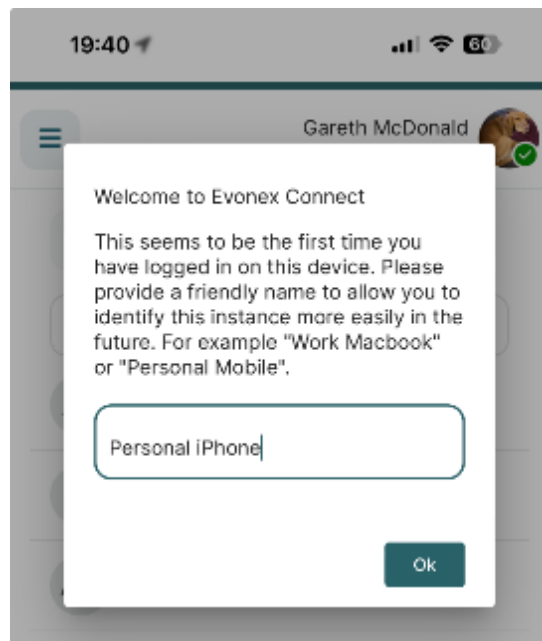 19:40
60
Gareth McDonald
Welcome to Evonex Connect
This seems to be the first time you
have logged in on this device. Please
provide a friendly name to allow you to
identify this instance more easily in the
future. For example "Work Macbook"
or "Personal Mobile".
Personal iPhone
Ok